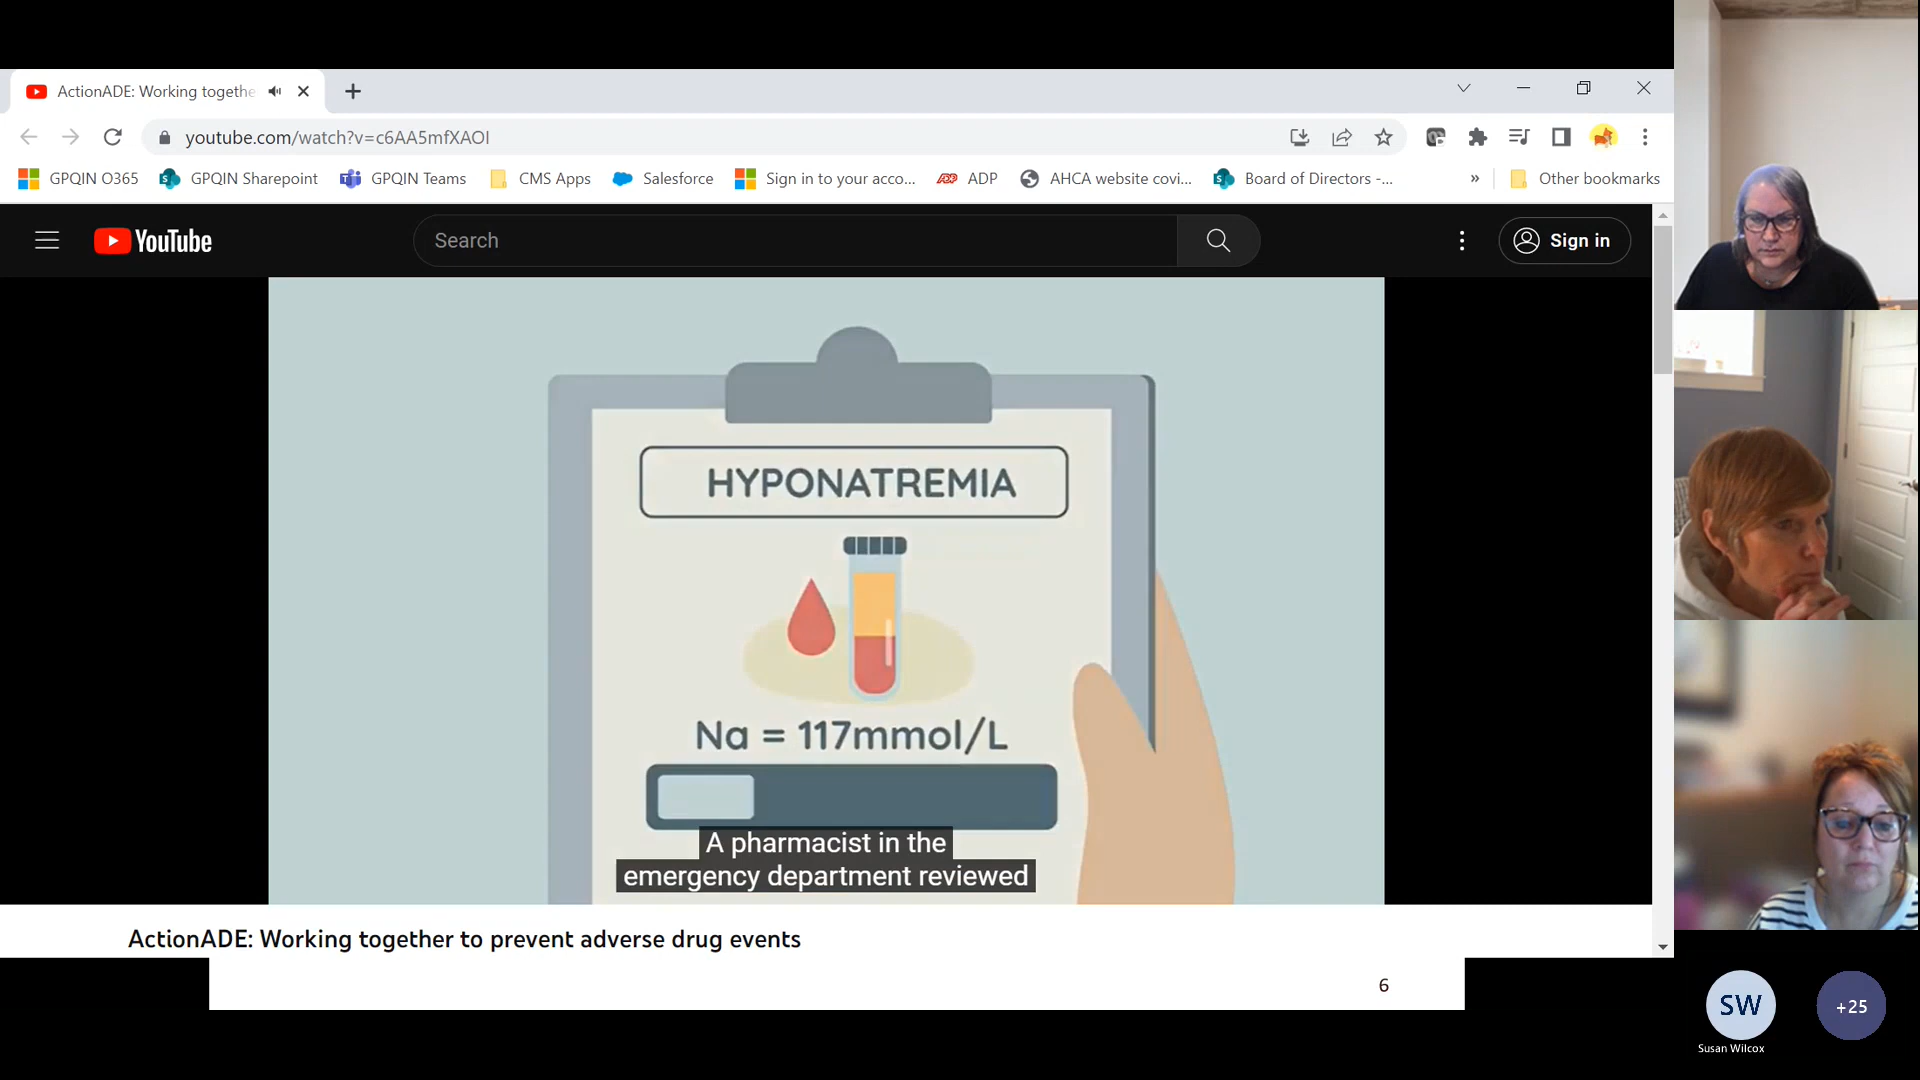 ActionADE: Working togethe
youtube.com/watch?v=c6AA5mfXAOI
GPQIN O365 GPQIN Sharepoint GPQIN Teams CMS Apps Salesforce Sign in to your acco... ADP AHCA website covi... Board of Directors -... » Other bookmarks
YouTube Search Sign in
HYPONATREMIA
Na = 117mmol/L
A pharmacist in the
emergency department reviewed
ActionADE: Working together to prevent adverse drug events
6
SW +25
Susan Wilcox